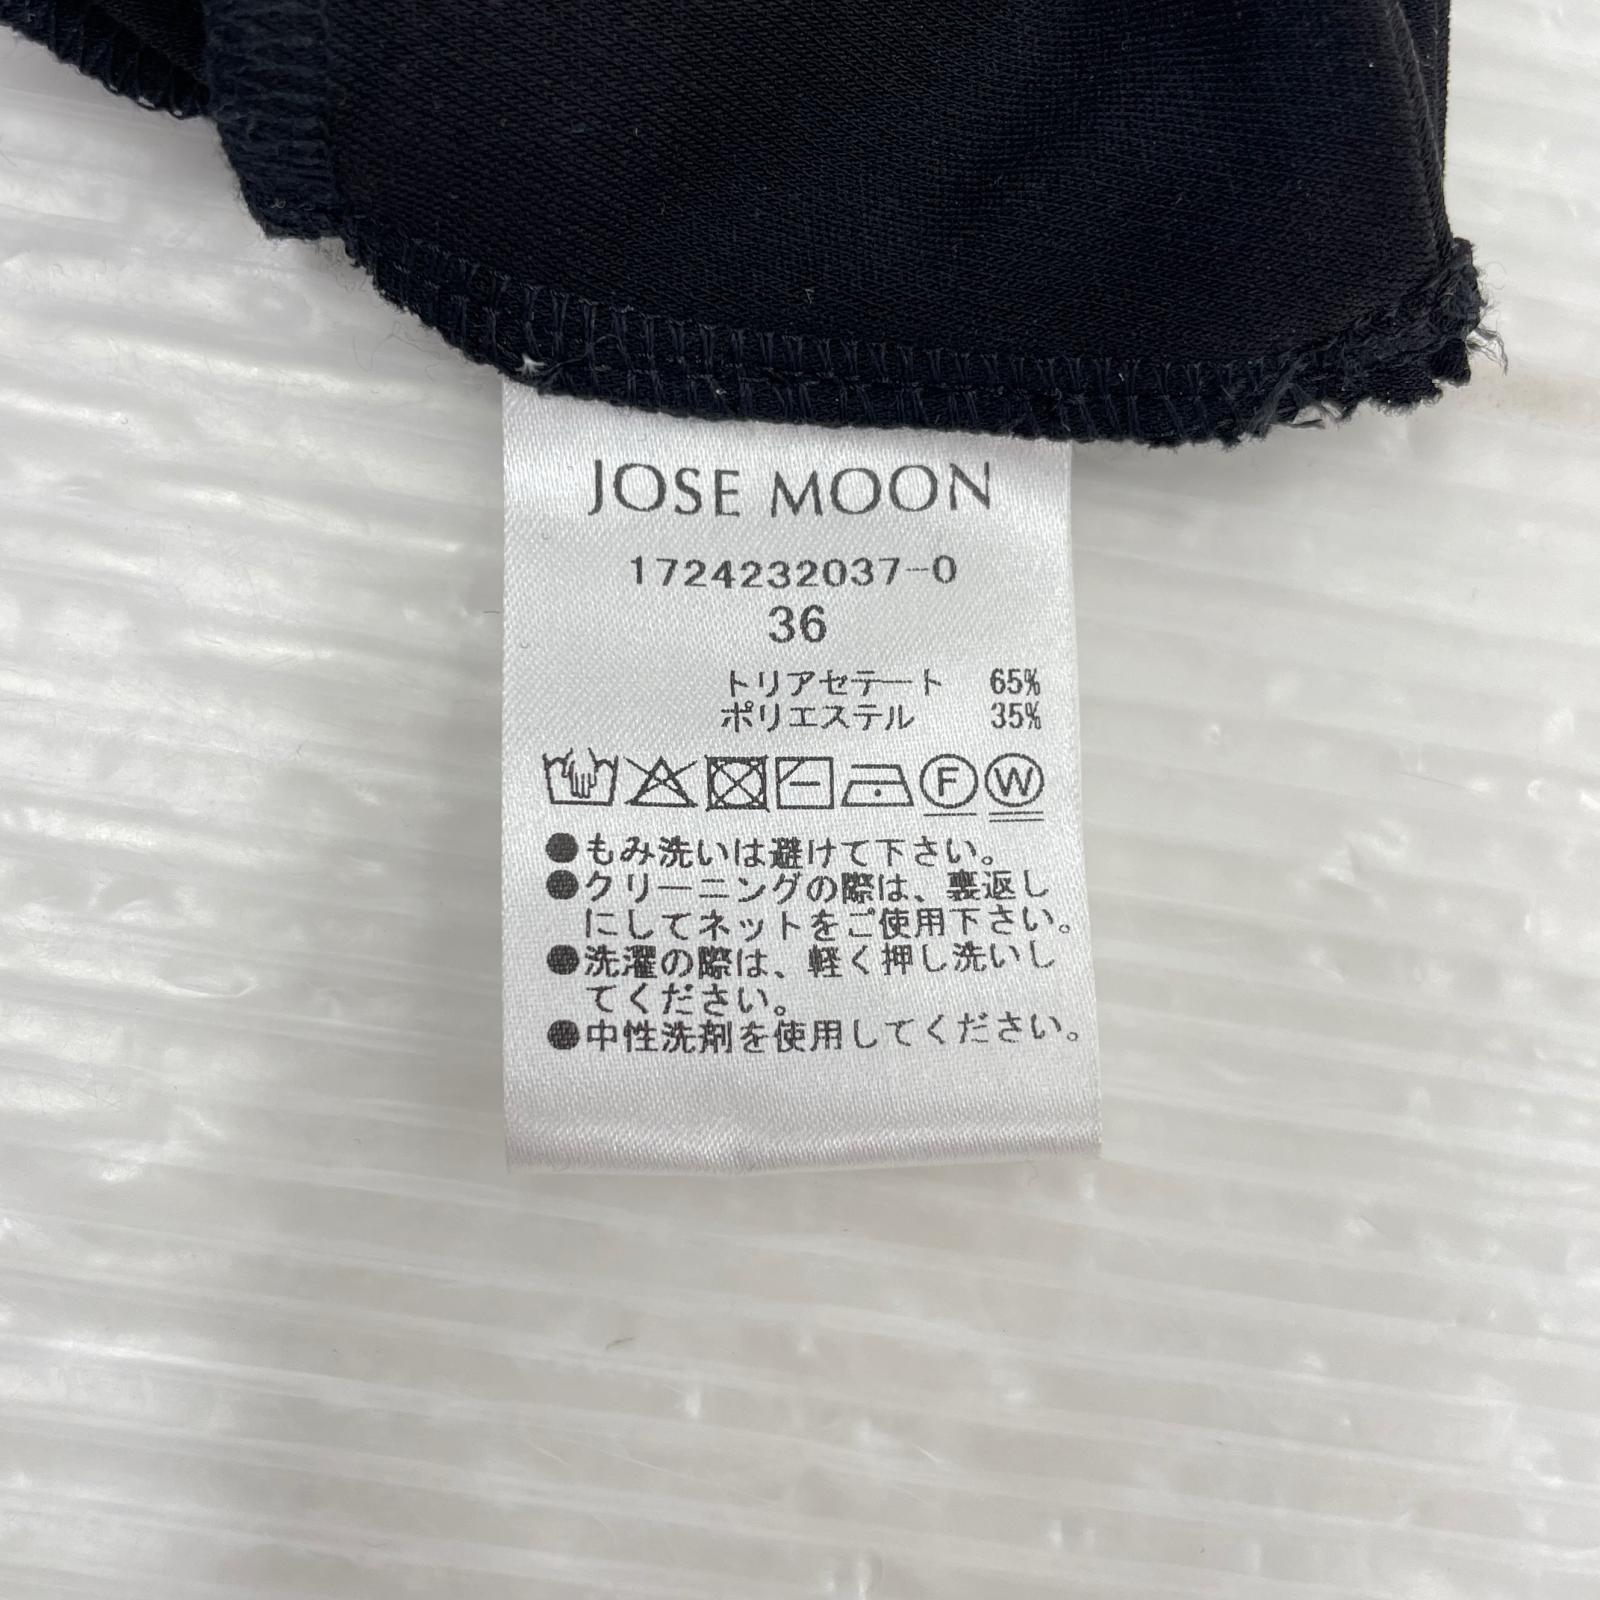 JOSE MOON
1724232037-0
36
トリアセテート 65%
ポリエステル 35%
F W
●もみ洗いは避けて下さい。
●クリーニングの際は、裏返し
にしてネットをご使用下さい。
●洗濯の際は、軽く押し洗いし
てください。
●中性洗剤を使用してください。